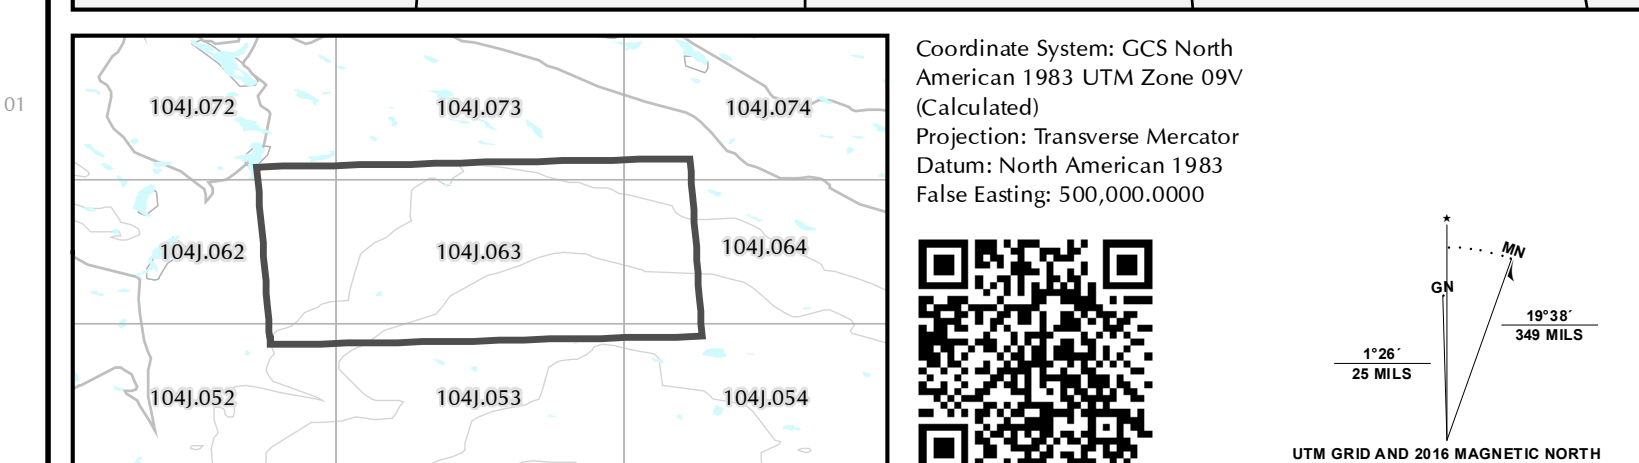 01
104J.072
104J.073
104J.074
104J.062
104J.063
104J.064
104J.052
104J.053
104J.054
Coordinate System: GCS North
American 1983 UTM Zone 09V
(Calculated)
Projection: Transverse Mercator
Datum: North American 1983
False Easting: 500,000.0000
MN
GN
19°38´
349 MILS
1°26´
25 MILS
UTM GRID AND 2016 MAGNETIC NORTH